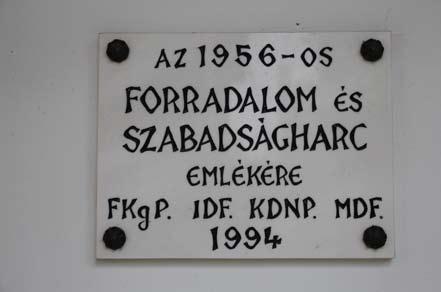 AZ 1956-OS
FORRADALOM ÉS
SZABADSÁGHARC
EMLÉKÉRE
FKgP. IDF. KDNP. MDF.
1994